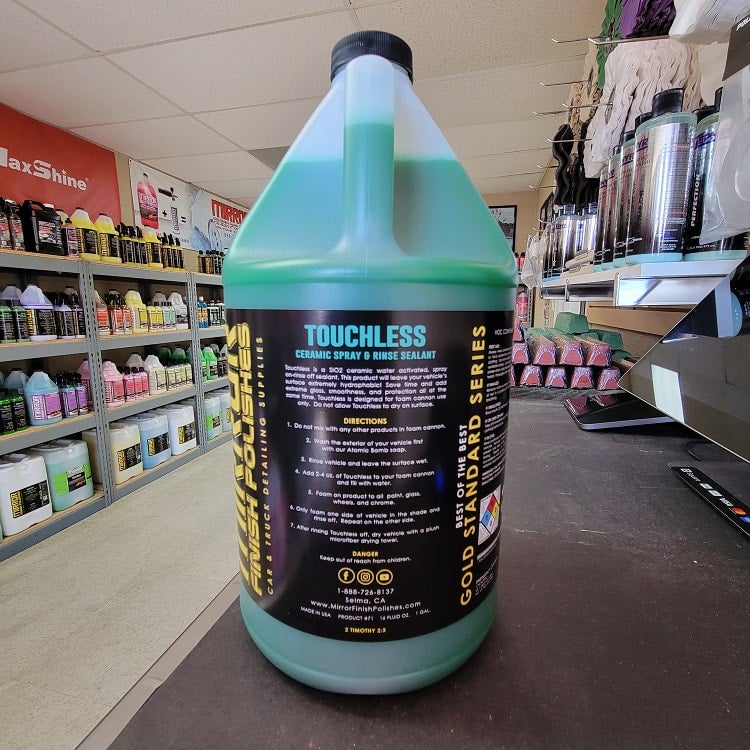 axShine®
MIRROR
FINISH POLISHES
CAR & TRUCK DETAILING SUPPLIES
TOUCHLESS
CERAMIC SPRAY & RINSE SEALANT
Touchless is a SIO2 ceramic water activated, spray
on-rinse off sealant. This product will leave your vehicle's
surface extremely hydrophobic! Save time and add
extreme gloss, smoothness, and protection all at the
same time. Touchless is designed for foam cannon use
only. Do not allow Touchless to dry on surface.
DIRECTIONS
1. Do not mix with any other products in foam cannon.
2. Wash the exterior of your vehicle first
with our Atomic Bomb soap.
3. Rinse vehicle and leave the surface wet.
4. Add 2-4 oz. of Touchless to your foam cannon
and fill with water.
5. Foam on product to all paint, glass,
wheels, and chrome.
6. Only foam one side of vehicle in the shade and
rinse off. Repeat on the other side.
7. After rinsing Touchless off, dry vehicle with a plush
microfiber drying towel.
DANGER
Keep out of reach from children.
1-888-726-8137
Selma, CA
www.MirrorFinishPolishes.com
MADE IN USA PRODUCT #71 16 FLUID OZ. 1 GAL.
2 TIMOTHY 2:5
BEST OF THE BEST
GOLD STANDARD SERIES
PERFECTION